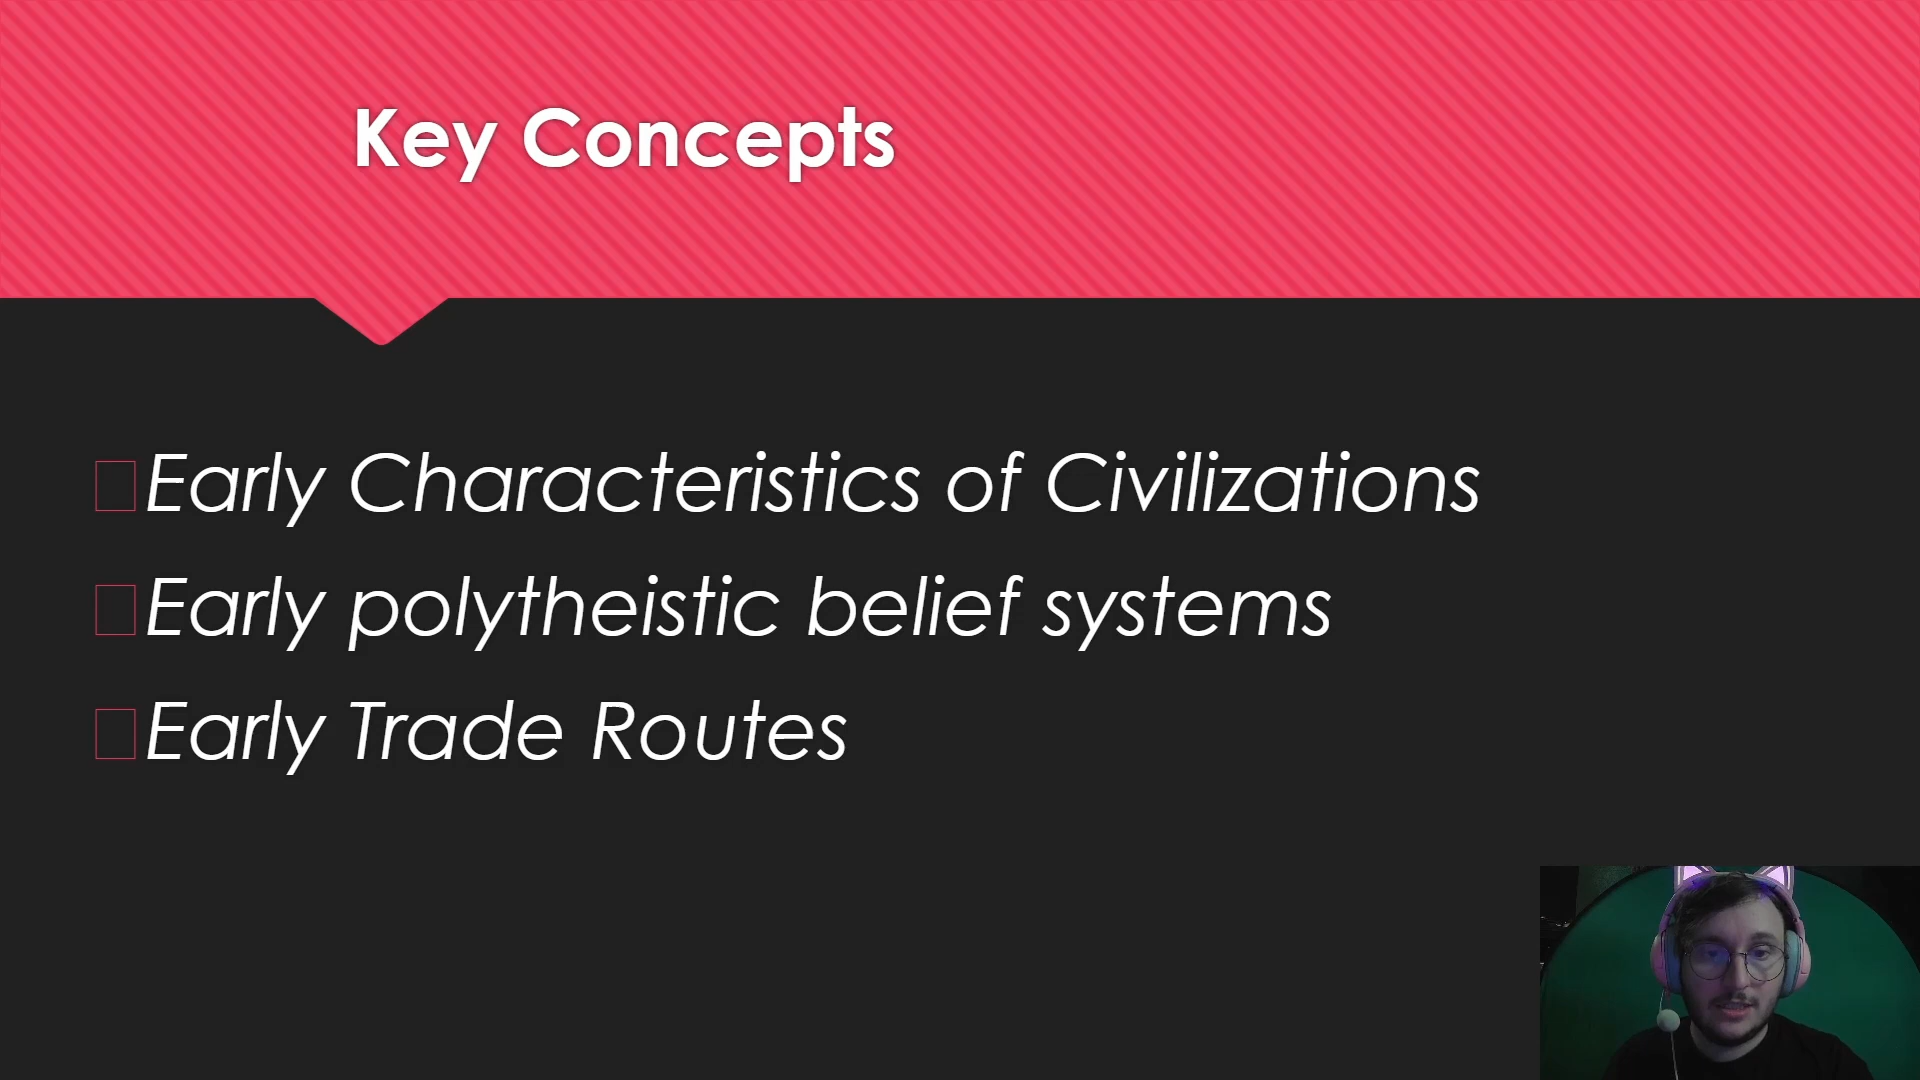 Key Concepts
Early Characteristics of Civilizations
Early polytheistic belief systems
Early Trade Routes